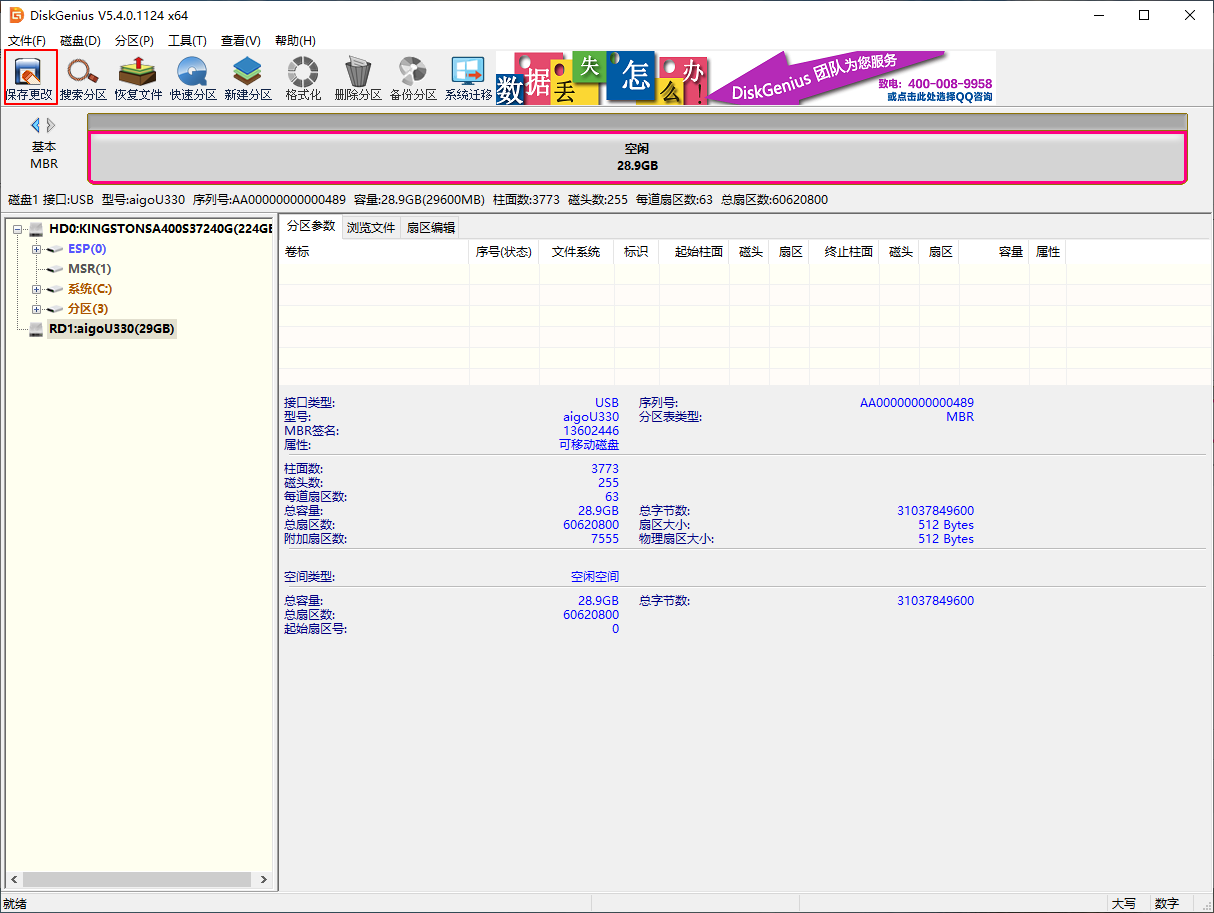 DiskGenius V5.4.0.1124 x64
文件(F) 磁盘(D) 分区(P) 工具(T) 查看(V) 帮助(H)
保存更改 搜索分区 恢复文件 快速分区 新建分区 格式化 删除分区 备份分区 系统迁移
数据丢失怎么办!
DiskGenius 团队为您服务
致电：400-008-9958
或点击此处选择QQ咨询
基本
MBR
空闲
28.9GB
磁盘1 接口:USB 型号:aigoU330 序列号:AA00000000000489 容量:28.9GB(29600MB) 柱面数:3773 磁头数:255 每道扇区数:63 总扇区数:60620800
HD0:KINGSTONSA400S37240G(224GB
ESP(0)
MSR(1)
系统(C:)
分区(3)
RD1:aigoU330(29GB)
分区参数 浏览文件 扇区编辑
卷标 序号(状态) 文件系统 标识 起始柱面 磁头 扇区 终止柱面 磁头 扇区 容量 属性
接口类型: USB 序列号: AA00000000000489
型号: aigoU330 分区表类型: MBR
MBR签名: 13602446
属性: 可移动磁盘
柱面数: 3773
磁头数: 255
每道扇区数: 63
总容量: 28.9GB 总字节数: 31037849600
总扇区数: 60620800 扇区大小: 512 Bytes
附加扇区数: 7555 物理扇区大小: 512 Bytes
空间类型: 空闲空间
总容量: 28.9GB 总字节数: 31037849600
总扇区数: 60620800
起始扇区号: 0
就绪 大写 数字